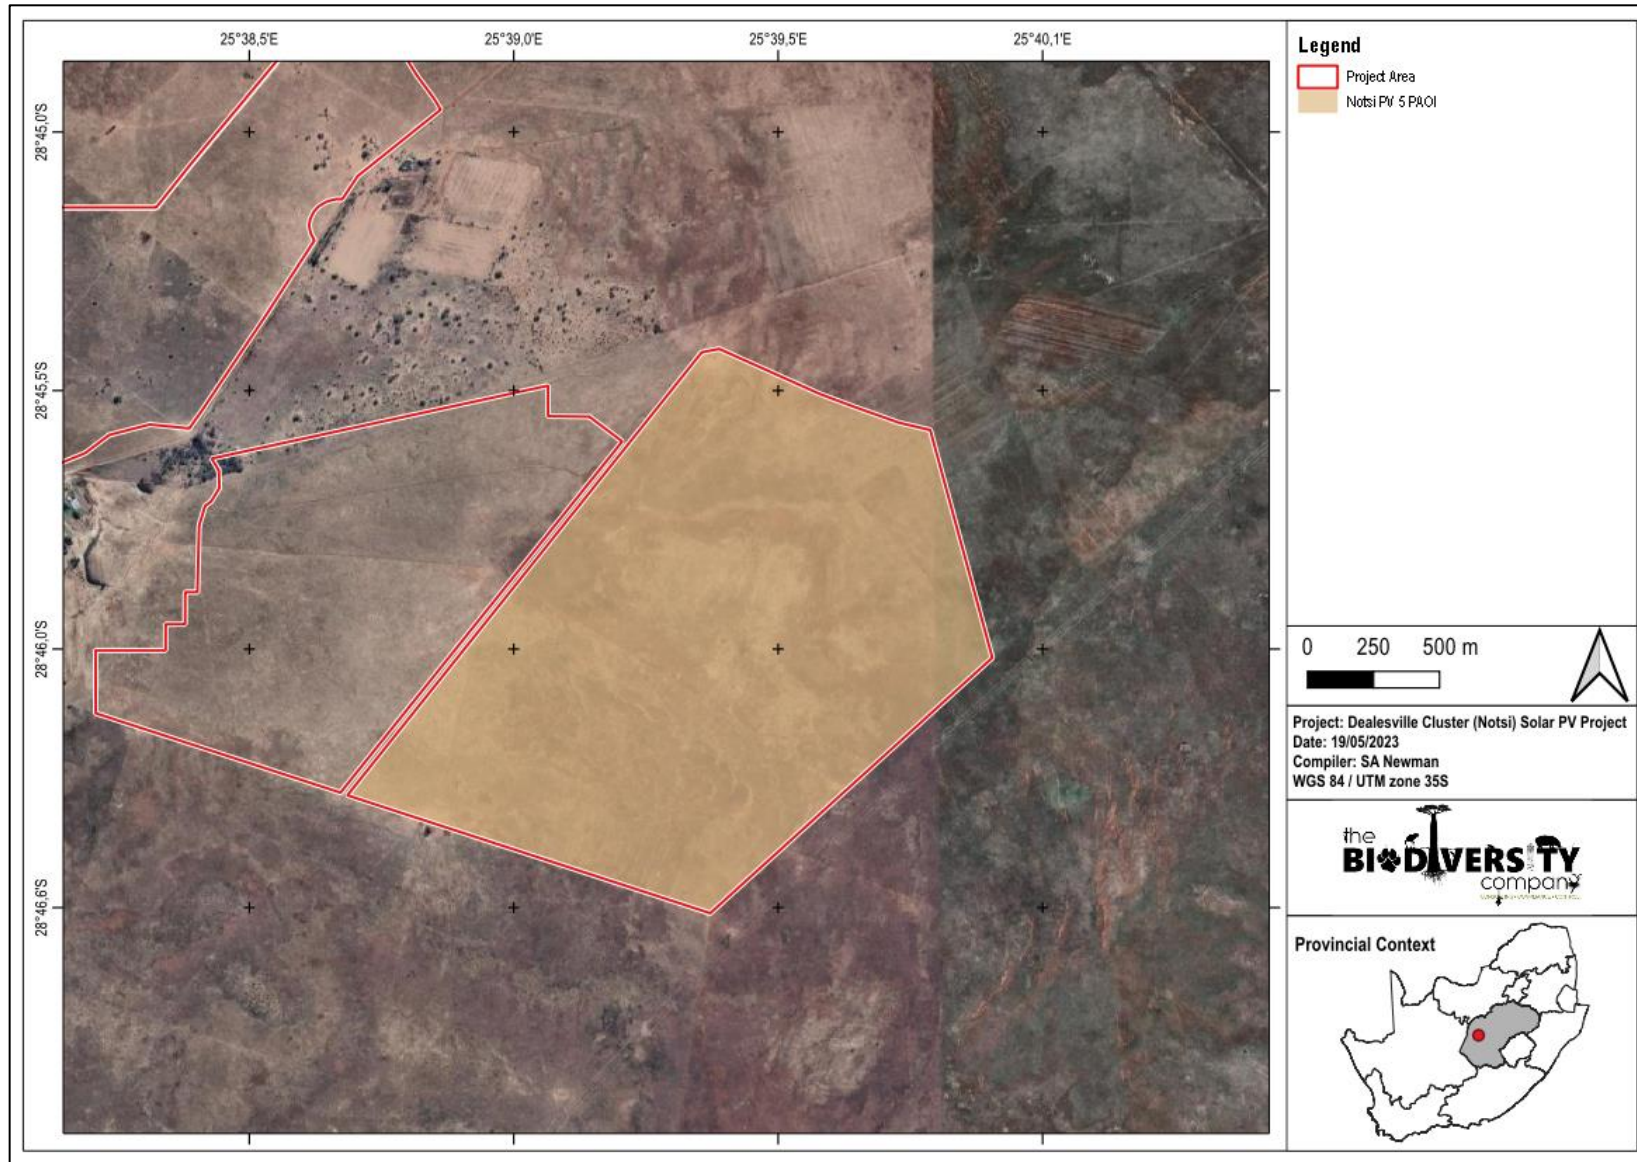 25°38,5'E 25°39,0'E 25°39,5'E 25°40,1'E
28°45,0'S
28°45,5'S
28°46,0'S
28°46,6'S
Legend
Project Area
Notsi PV 5 PAOI
0 250 500 m
Project: Dealesville Cluster (Notsi) Solar PV Project
Date: 19/05/2023
Compiler: SA Newman
WGS 84 / UTM zone 35S
the
BIODIVERSITY
company
Provincial Context